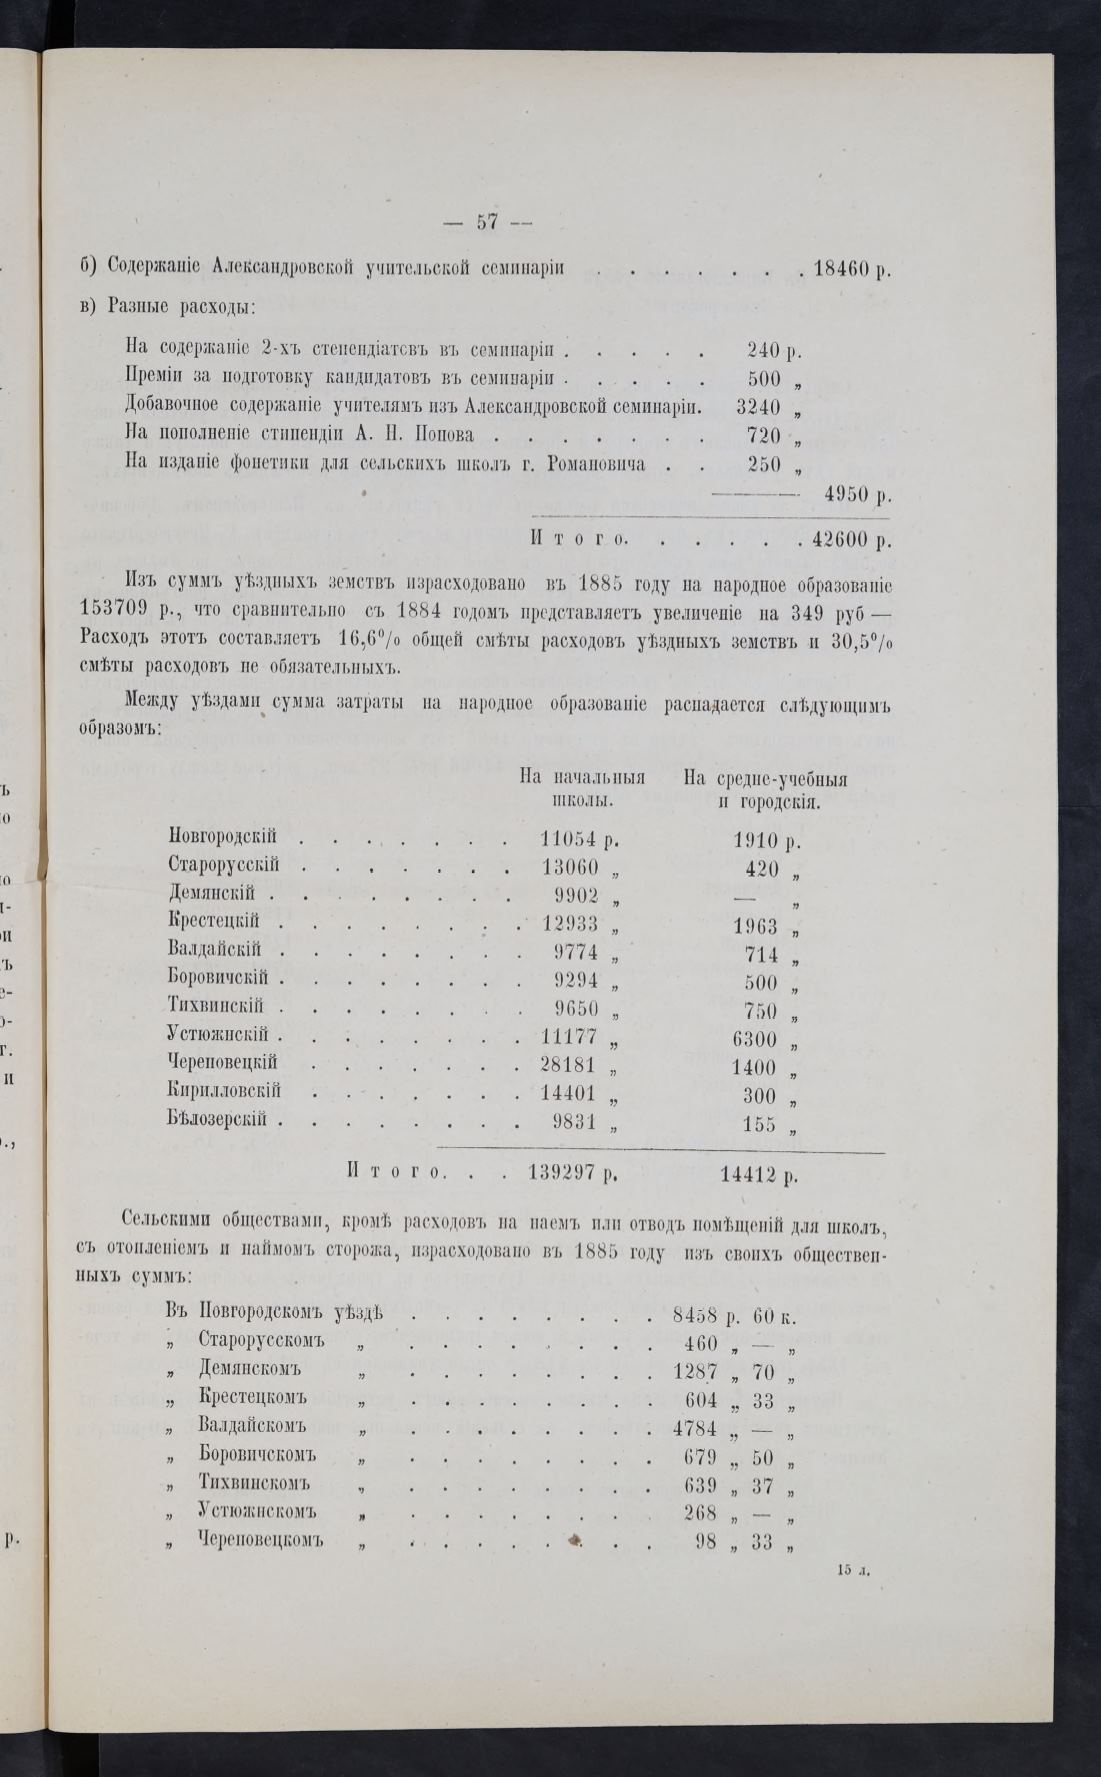 — 57 —
б) Содержаніе Александровской учительской семинаріи . . . . . . . 18460 р.
в) Разные расходы:
На содержаніе 2-хъ степендіатовъ въ семинаріи . . . . . 240 р.
Преміи за подготовку кандидатовъ въ семинаріи . . . . . 500 „
Добавочное содержаніе учителямъ изъ Александровской семинаріи. 3240 „
На пополненіе стипендіи А. Н. Попова . . . . . . . 720 „
На изданіе фонетики для сельскихъ школъ г. Романовича . . 250 „
——— 4950 р.
Итого. . . . . . 42600 р.
Изъ суммъ уѣздныхъ земствъ израсходовано въ 1885 году на народное образованіе
153709 р., что сравнительно съ 1884 годомъ представляетъ увеличеніе на 349 руб —
Расходъ этотъ составляетъ 16,6% общей смѣты расходовъ уѣздныхъ земствъ и 30,5%
смѣты расходовъ не обязательныхъ.
Между уѣздами сумма затраты на народное образованіе распадается слѣдующимъ
образомъ:
На начальныя На средне-учебныя
школы. и городскія.
Новгородскій . . . . . . . 11054 р. 1910 р.
Старорусскій . . . . . . . 13060 „ 420 „
Демянскій . . . . . . . . 9902 „ — „
Крестецкій . . . . . . . . 12933 „ 1963 „
Валдайскій . . . . . . . . 9774 „ 714 „
Боровичскій . . . . . . . . 9294 „ 500 „
Тихвинскій . . . . . . . . 9650 „ 750 „
Устюжнскій . . . . . . . . 11177 „ 6300 „
Череповецкій . . . . . . . 28181 „ 1400 „
Кирилловскій . . . . . . . 14401 „ 300 „
Бѣлозерскій . . . . . . . . 9831 „ 155 „
Итого. . . 139297 р. 14412 р.
Сельскими обществами, кромѣ расходовъ на наемъ или отводъ помѣщеній для школъ,
съ отопленіемъ и наймомъ сторожа, израсходовано въ 1885 году изъ своихъ обществен-
ныхъ суммъ:
Въ Новгородскомъ уѣздѣ . . . . . . . . 8458 р. 60 к.
„ Старорусскомъ „ . . . . . . . . 460 „ — „
„ Демянскомъ „ . . . . . . . . 1287 „ 70 „
„ Крестецкомъ „ . . . . . . . . 604 „ 33 „
„ Валдайскомъ „ . . . . . . . . 4784 „ — „
„ Боровичскомъ „ . . . . . . . . 679 „ 50 „
„ Тихвинскомъ „ . . . . . . . . 639 „ 37 „
„ Устюжнскомъ „ . . . . . . . . 268 „ — „
„ Череповецкомъ „ . . . . . . . . 98 „ 33 „
15 л.